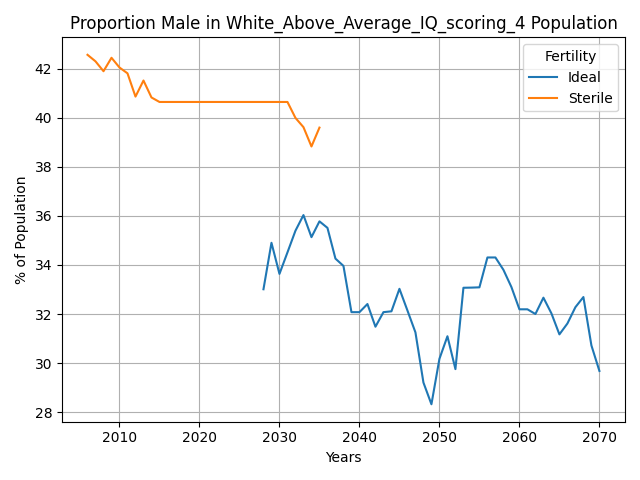 Proportion Male in White_Above_Average_IQ_scoring_4 Population
Fertility
Ideal
Sterile
% of Population
42
40
38
36
34
32
30
28
2010 2020 2030 2040 2050 2060 2070
Years